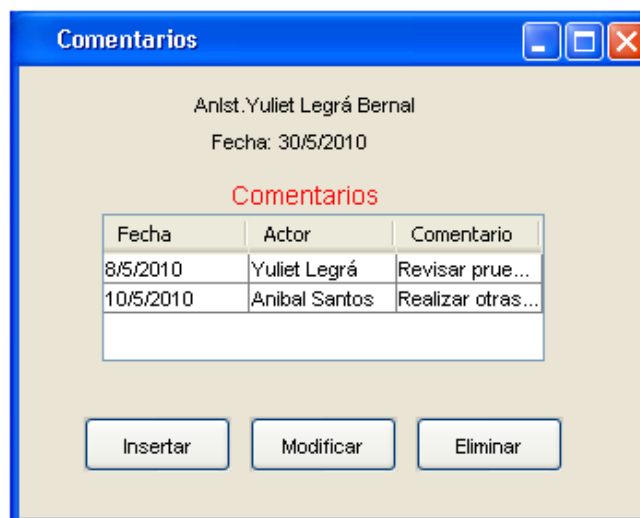 Comentarios
Anlst.Yuliet Legrá Bernal
Fecha: 30/5/2010
Comentarios
Fecha Actor Comentario
8/5/2010 Yuliet Legrá Revisar prue...
10/5/2010 Anibal Santos Realizar otras...
Insertar Modificar Eliminar